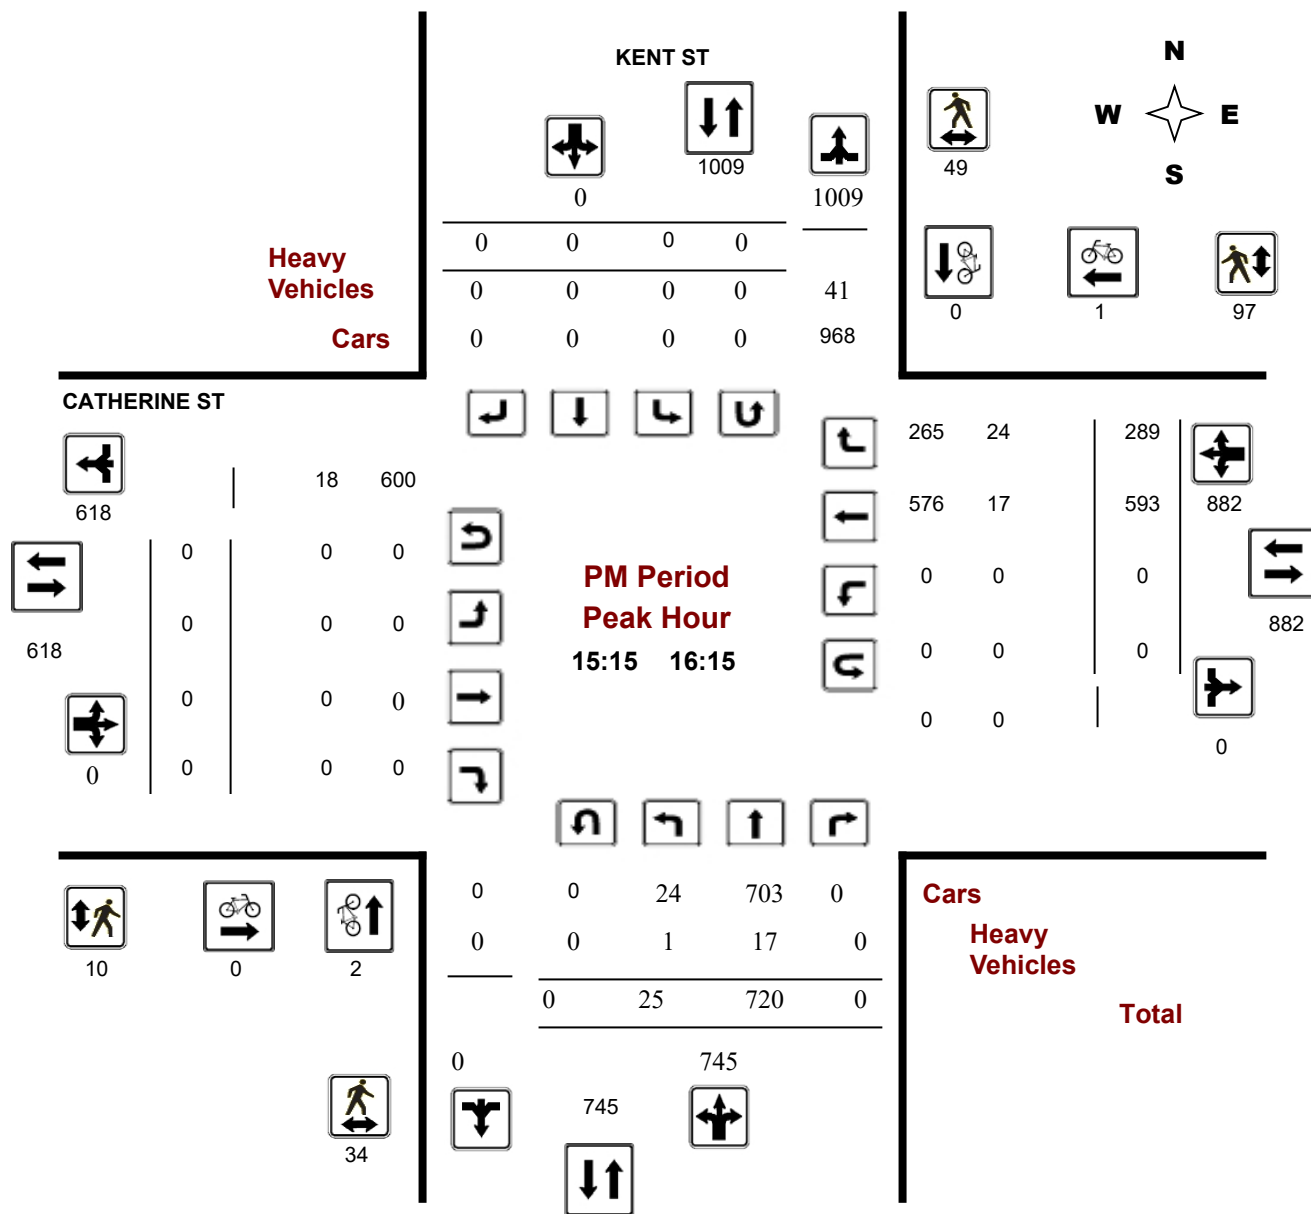 KENT ST
N
W E
S
1009
49
0 1009
0 0 0 0
Heavy
Vehicles
0 0 0 0 41
0 1 97
Cars
0 0 0 0 968
CATHERINE ST
265 24 289
18 600
618
576 17 593 882
0 0 0
0 0 0
PM Period
Peak Hour
0 0 0
618
882
15:15 16:15
0 0 0
0 0 0
0 0
0
0 0 0 0
0 0 24 703 0
Cars
0 0 1 17 0
Heavy
Vehicles
10 0 2
0 25 720 0
Total
0 745
745
34